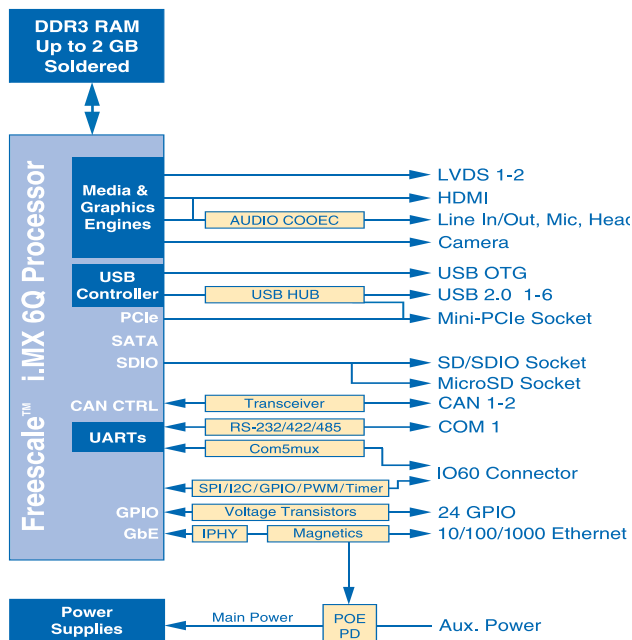 DDR3 RAM
Up to 2 GB
Soldered
Freescale™ i.MX 6Q Processor
Media &
Graphics
Engines
LVDS 1-2
HDMI
AUDIO COOEC
Line In/Out, Mic, Head
Camera
USB
Controller
USB OTG
USB HUB
USB 2.0 1-6
PCIe
Mini-PCIe Socket
SATA
SDIO
SD/SDIO Socket
MicroSD Socket
CAN CTRL
Transceiver
CAN 1-2
UARTs
RS-232/422/485
COM 1
Com5mux
IO60 Connector
SPI/I2C/GPIO/PWM/Timer
GPIO
Voltage Transistors
24 GPIO
GbE
IPHY
Magnetics
10/100/1000 Ethernet
Power
Supplies
Main Power
POE
PD
Aux. Power